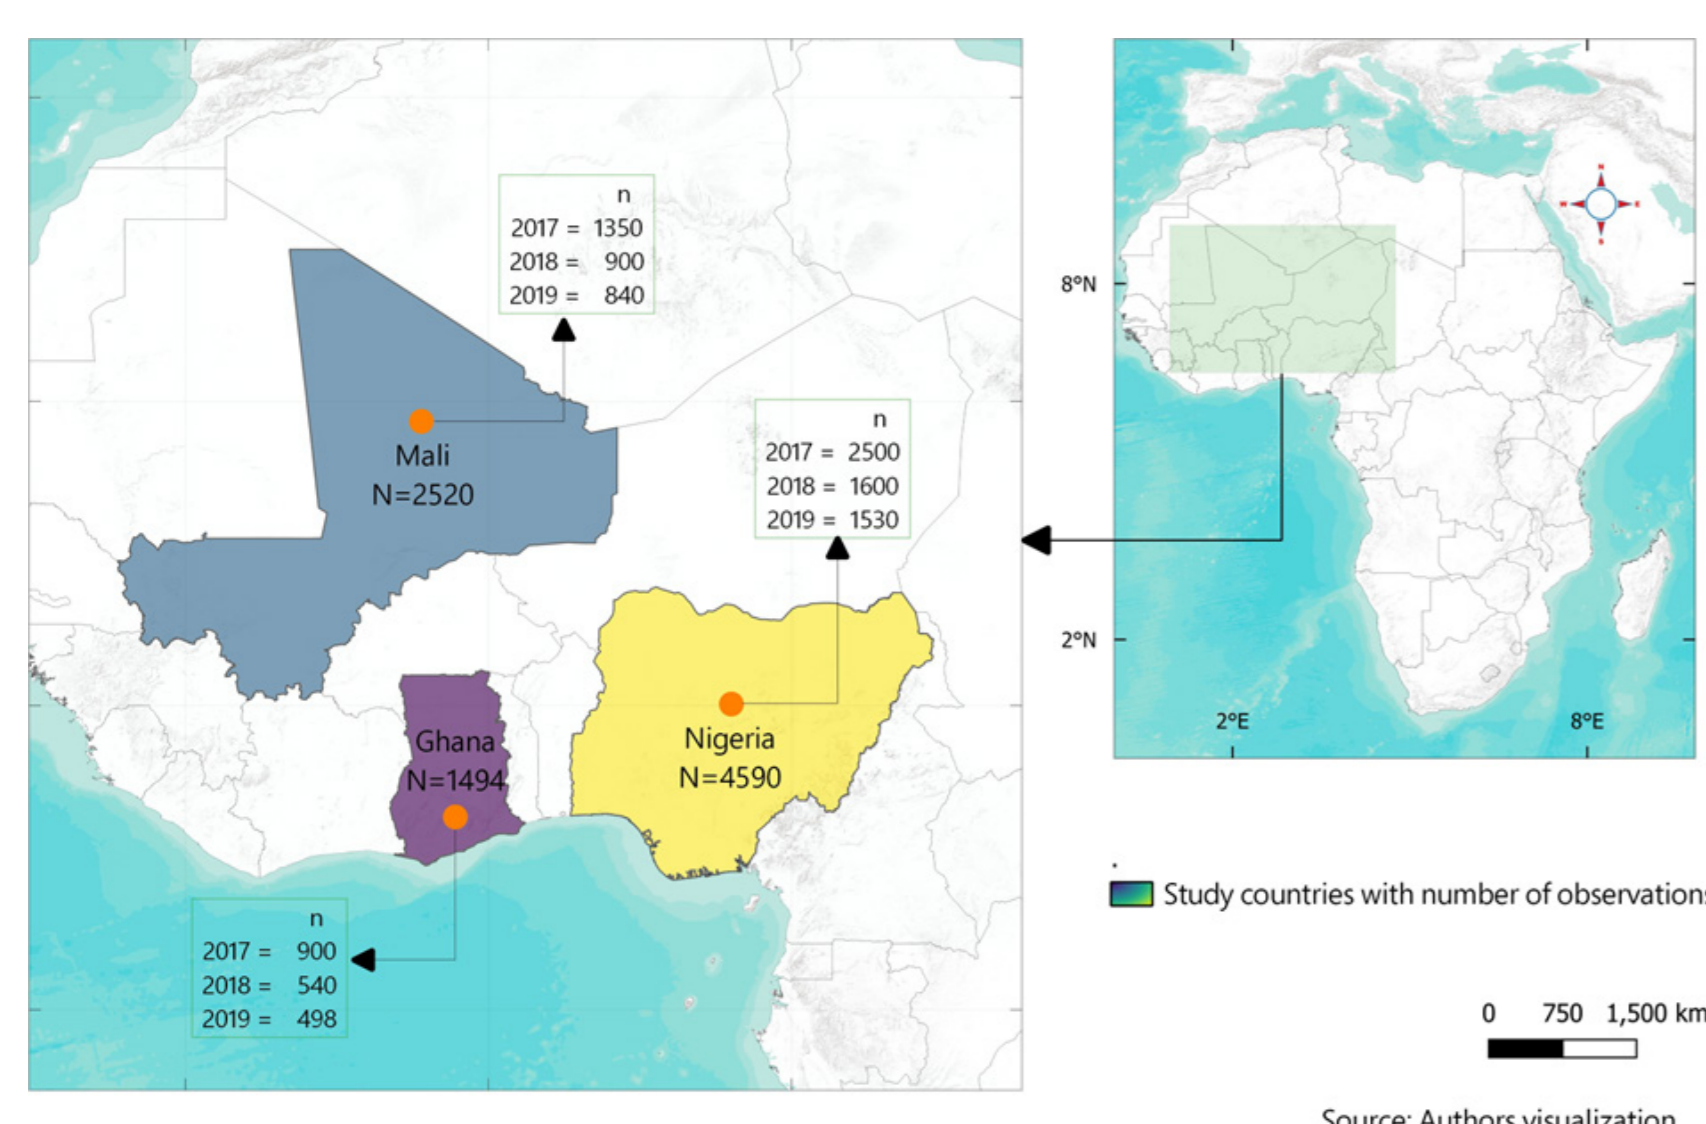 n
2017 = 1350
2018 = 900
2019 = 840
Mali
N=2520
n
2017 = 2500
2018 = 1600
2019 = 1530
Nigeria
N=4590
Ghana
N=1494
n
2017 = 900
2018 = 540
2019 = 498
N
W E
S
8°N
2°N
2°E 8°E
Study countries with number of observations
0 750 1,500 km
Source: Authors visualization